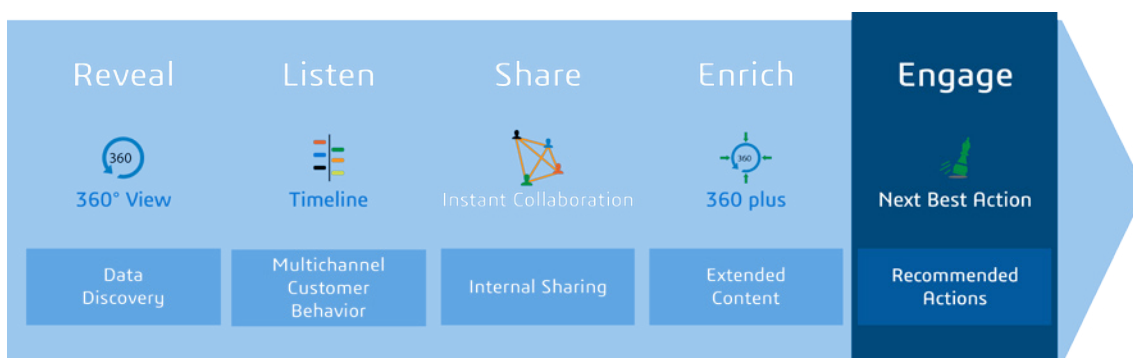 Reveal
Listen
Share
Enrich
Engage
360
360
360° View
Timeline
Instant Collaboration
360 plus
Next Best Action
Data
Discovery
Multichannel
Customer
Behavior
Internal Sharing
Extended
Content
Recommended
Actions